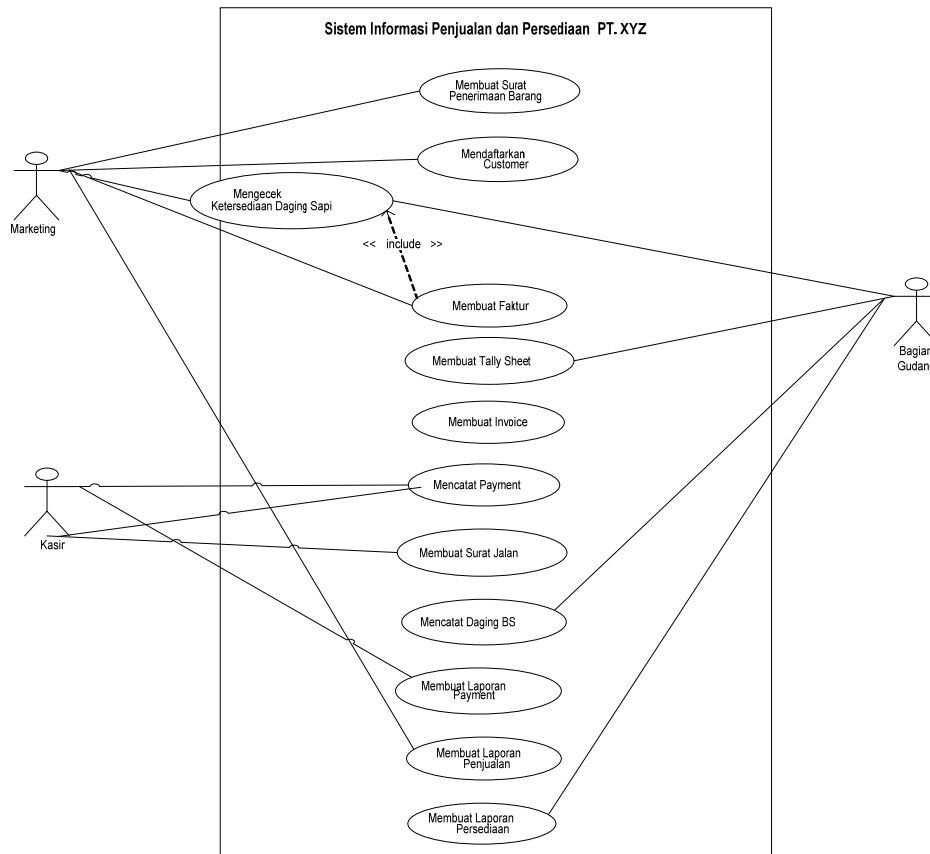 Sistem Informasi Penjualan dan Persediaan PT. XYZ
Membuat Surat
Penerimaan Barang
Mendaftarkan
Customer
Mengecek
Ketersediaan Daging Sapi
Marketing
<< include >>
Membuat Faktur
Membuat Tally Sheet
Bagian
Gudang
Membuat Invoice
Mencatat Payment
Kasir
Membuat Surat Jalan
Mencatat Daging BS
Membuat Laporan
Payment
Membuat Laporan
Penjualan
Membuat Laporan
Persediaan